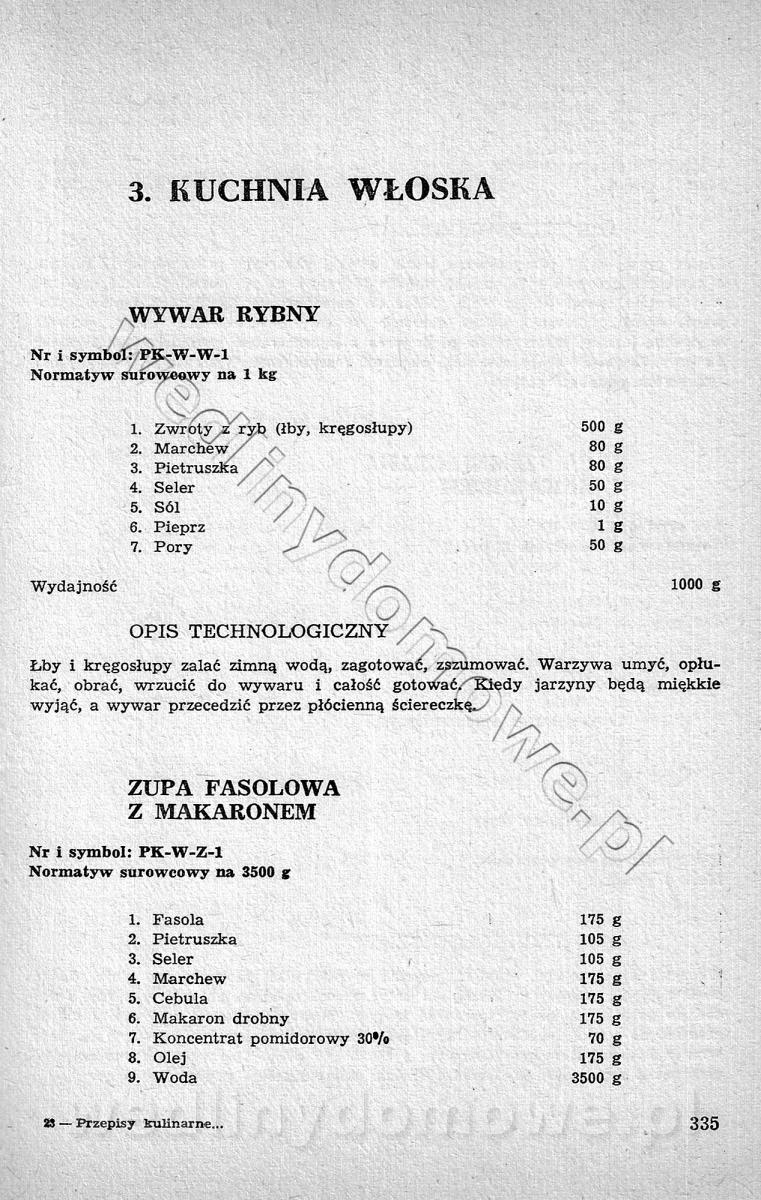 3. KUCHNIA WŁOSKA
WYWAR RYBNY
Nr i symbol: PK-W-W-1
Normatyw surowcowy na 1 kg
1. Zwroty z ryb (łby, kręgosłupy) 500 g
2. Marchew 80 g
3. Pietruszka 80 g
4. Seler 50 g
5. Sól 10 g
6. Pieprz 1 g
7. Pory 50 g
Wydajność 1000 g
OPIS TECHNOLOGICZNY
Łby i kręgosłupy zalać zimną wodą, zagotować, zszumować. Warzywa umyć, opłu-
kać, obrać, wrzucić do wywaru i całość gotować. Kiedy jarzyny będą miękkie
wyjąć, a wywar przecedzić przez płócienną ściereczkę.
ZUPA FASOLOWA
Z MAKARONEM
Nr i symbol: PK-W-Z-1
Normatyw surowcowy na 3500 g
1. Fasola 175 g
2. Pietruszka 105 g
3. Seler 105 g
4. Marchew 175 g
5. Cebula 175 g
6. Makaron drobny 175 g
7. Koncentrat pomidorowy 30% 70 g
8. Olej 175 g
9. Woda 3500 g
23 — Przepisy kulinarne... 335
wedlinydomowe.pl
wedlinydomowe.pl